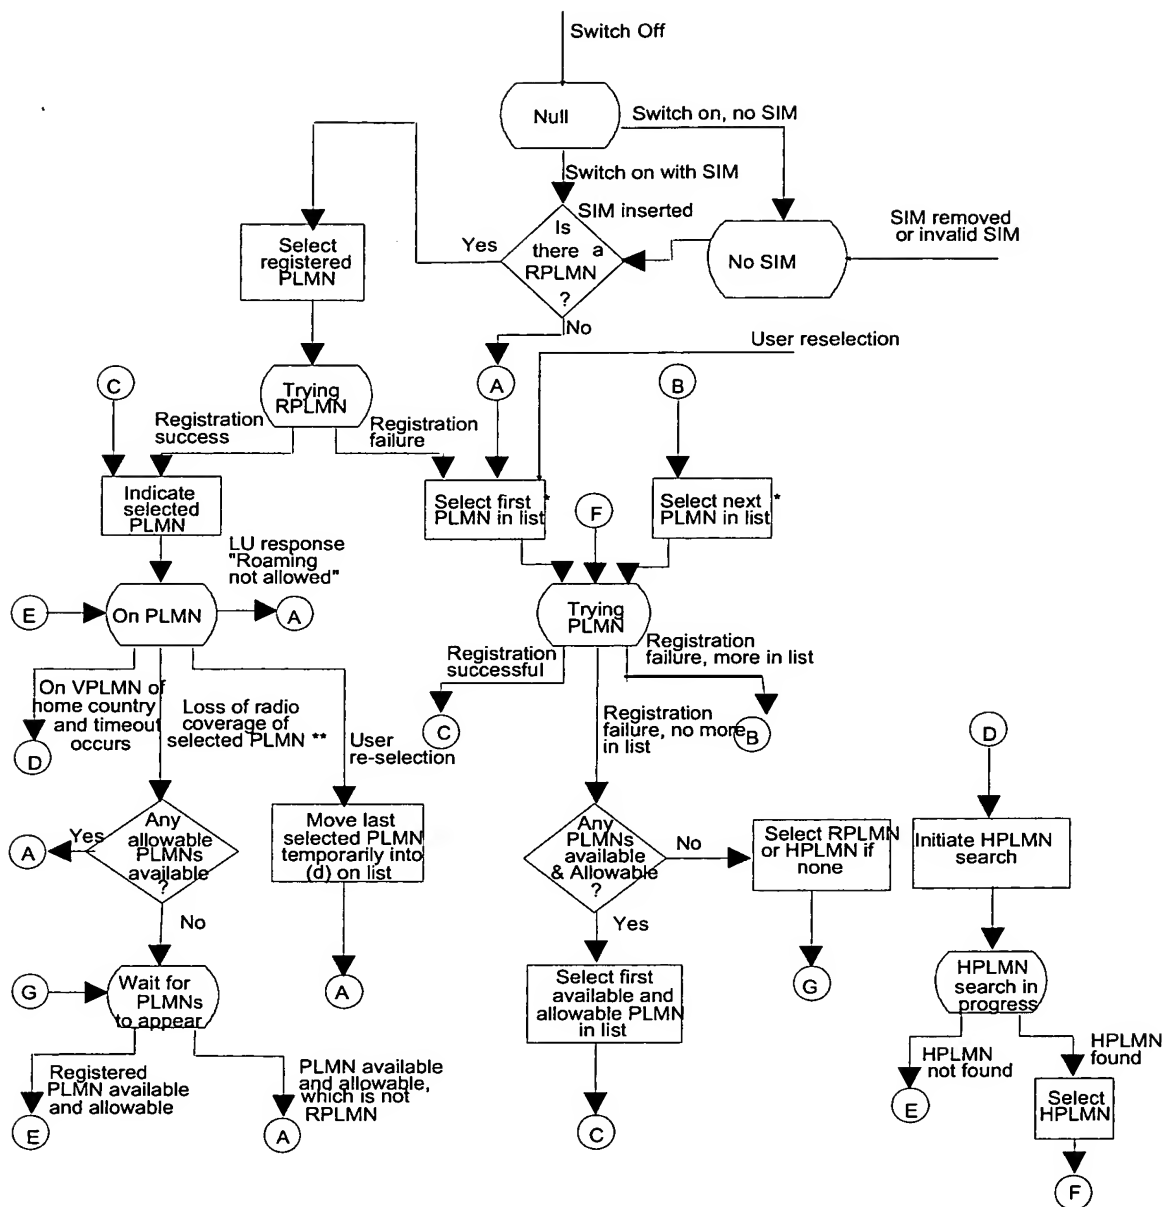 Switch Off
Null
Switch on, no SIM
Switch on with SIM
SIM inserted
SIM removed
or invalid SIM
Is
there a
RPLMN
?
Yes
No SIM
Select
registered
PLMN
No
User reselection
C
Trying
RPLMN
A
B
Registration
success
Registration
failure
Indicate
selected
PLMN
Select first *
PLMN in list
F
Select next *
PLMN in list
LU response
"Roaming
not allowed"
E
On PLMN
A
Trying
PLMN
Registration
successful
Registration
failure, more in list
On VPLMN of
home country
and timeout
occurs
Loss of radio
coverage of
selected PLMN **
User
re-selection
C
Registration
failure, no more
in list
B
D
D
Any
allowable
PLMNs
available
?
Yes
A
Move last
selected PLMN
temporarily into
(d) on list
Any
PLMNs
available
& Allowable
?
No
Select RPLMN
or HPLMN if
none
Initiate HPLMN
search
No
Yes
G
Wait for
PLMNs
to appear
A
Select first
available and
allowable PLMN
in list
G
HPLMN
search in
progress
Registered
PLMN available
and allowable
PLMN available
and allowable,
which is not
RPLMN
HPLMN
not found
HPLMN
found
E
A
C
E
Select
HPLMN
F